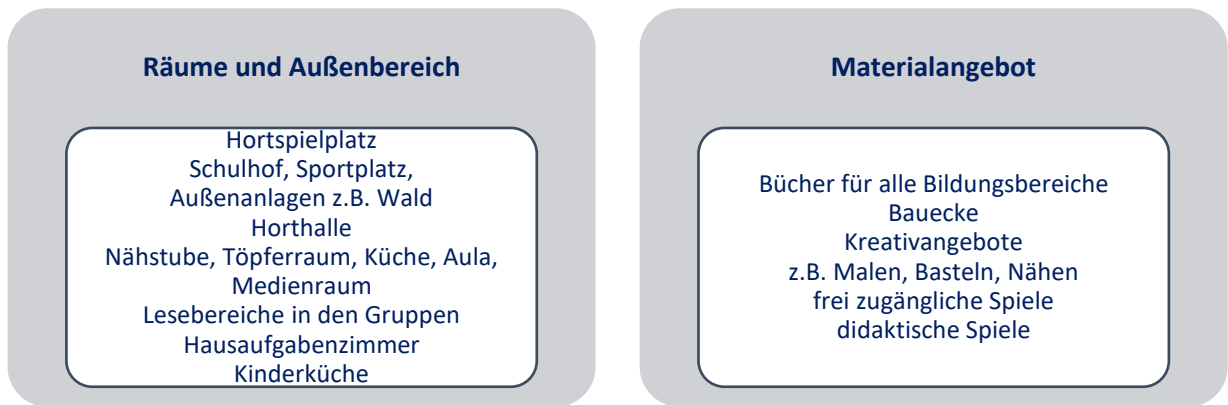 Räume und Außenbereich
Hortspielplatz
Schulhof, Sportplatz,
Außenanlagen z.B. Wald
Horthalle
Nähstube, Töpferraum, Küche, Aula,
Medienraum
Lesebereiche in den Gruppen
Hausaufgabenzimmer
Kinderküche
Materialangebot
Bücher für alle Bildungsbereiche
Bauecke
Kreativangebote
z.B. Malen, Basteln, Nähen
frei zugängliche Spiele
didaktische Spiele